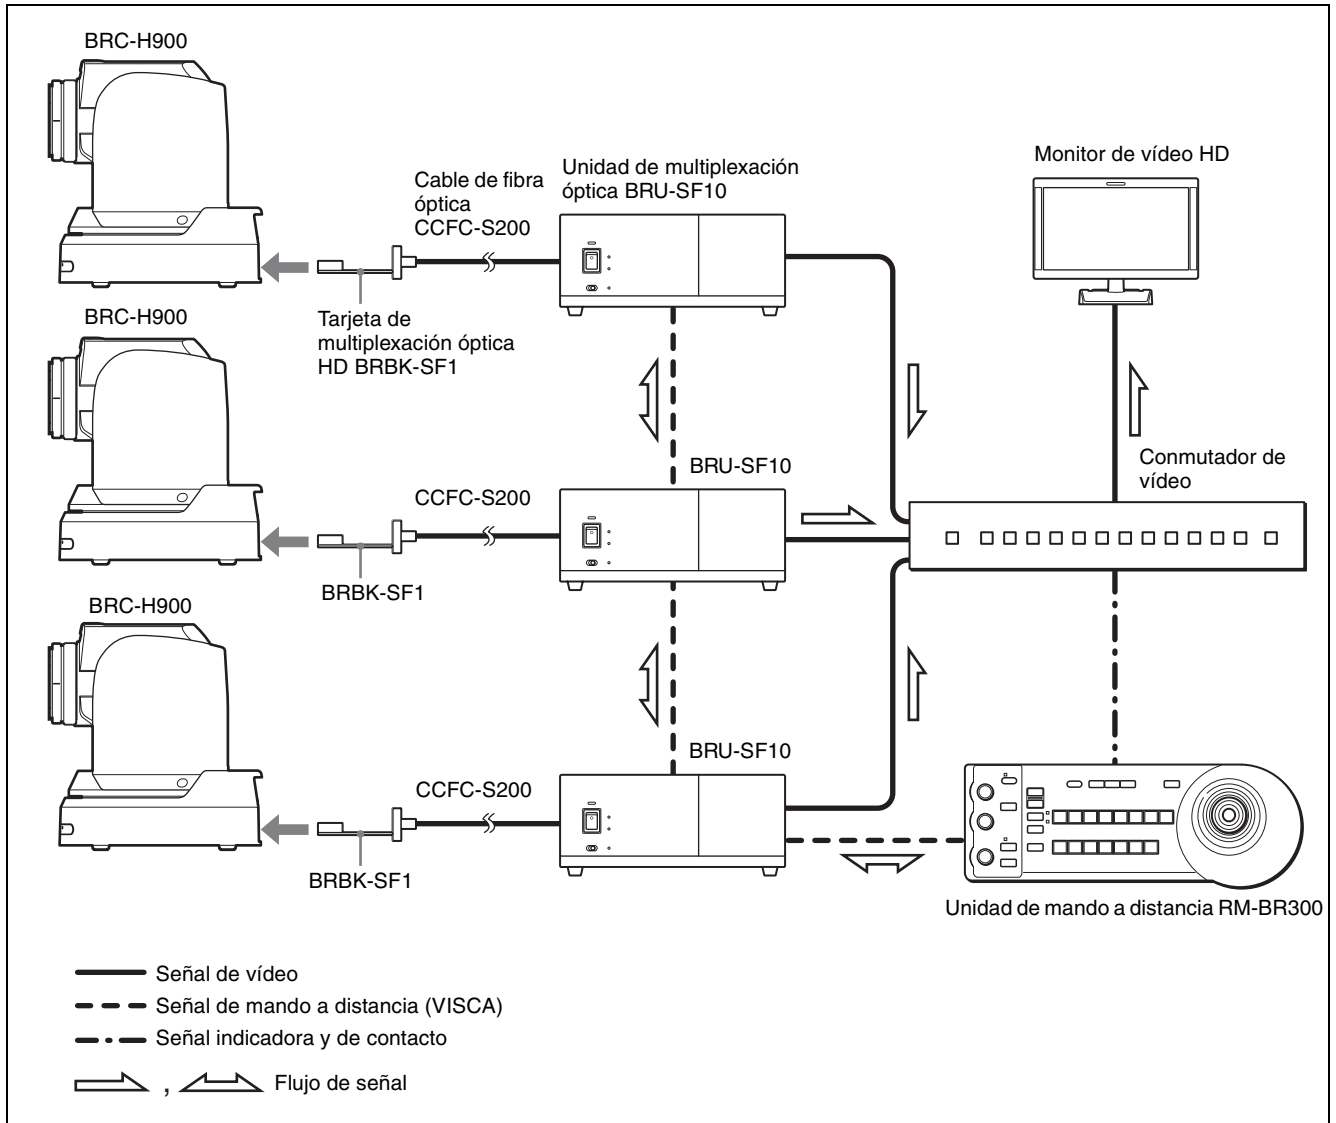 BRC-H900
Cable de fibra
óptica
CCFC-S200
Unidad de multiplexación
óptica BRU-SF10
Monitor de vídeo HD
BRC-H900
Tarjeta de
multiplexación óptica
HD BRBK-SF1
CCFC-S200
BRU-SF10
Conmutador de
vídeo
BRBK-SF1
BRC-H900
BRU-SF10
CCFC-S200
BRBK-SF1
Unidad de mando a distancia RM-BR300
Señal de vídeo
Señal de mando a distancia (VISCA)
Señal indicadora y de contacto
, Flujo de señal